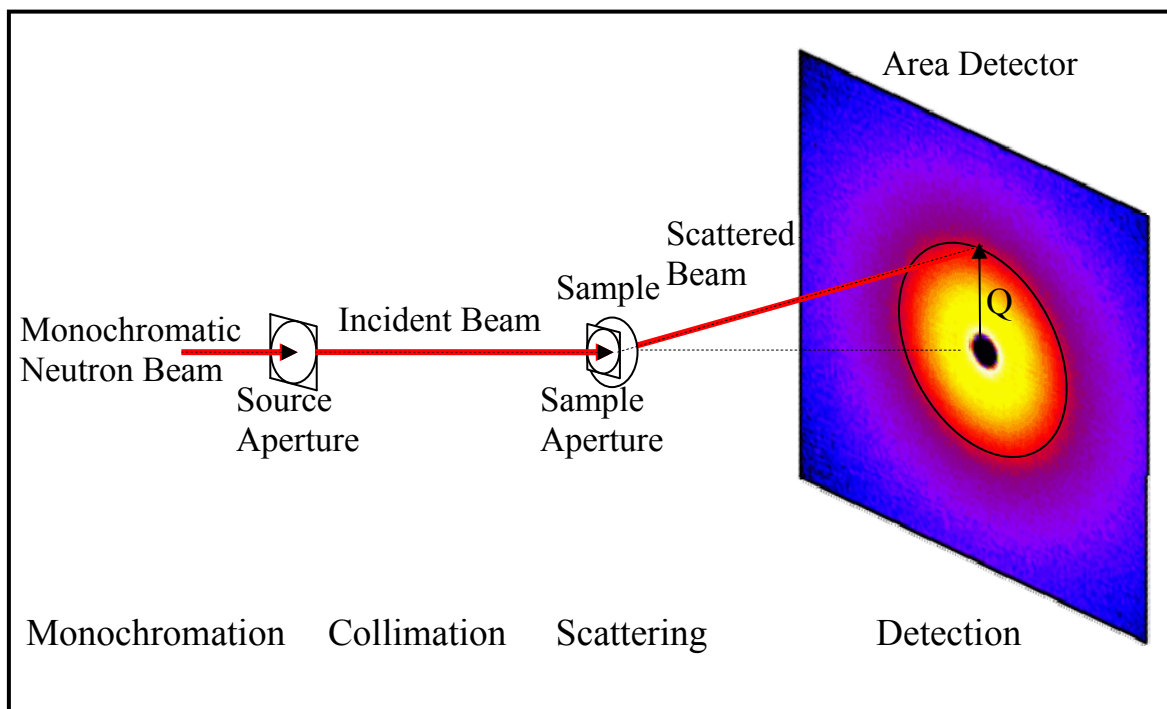 Area Detector
Scattered
Beam
Sample
Q
Incident Beam
Monochromatic
Neutron Beam
Source
Aperture
Sample
Aperture
Monochromation
Collimation
Scattering
Detection